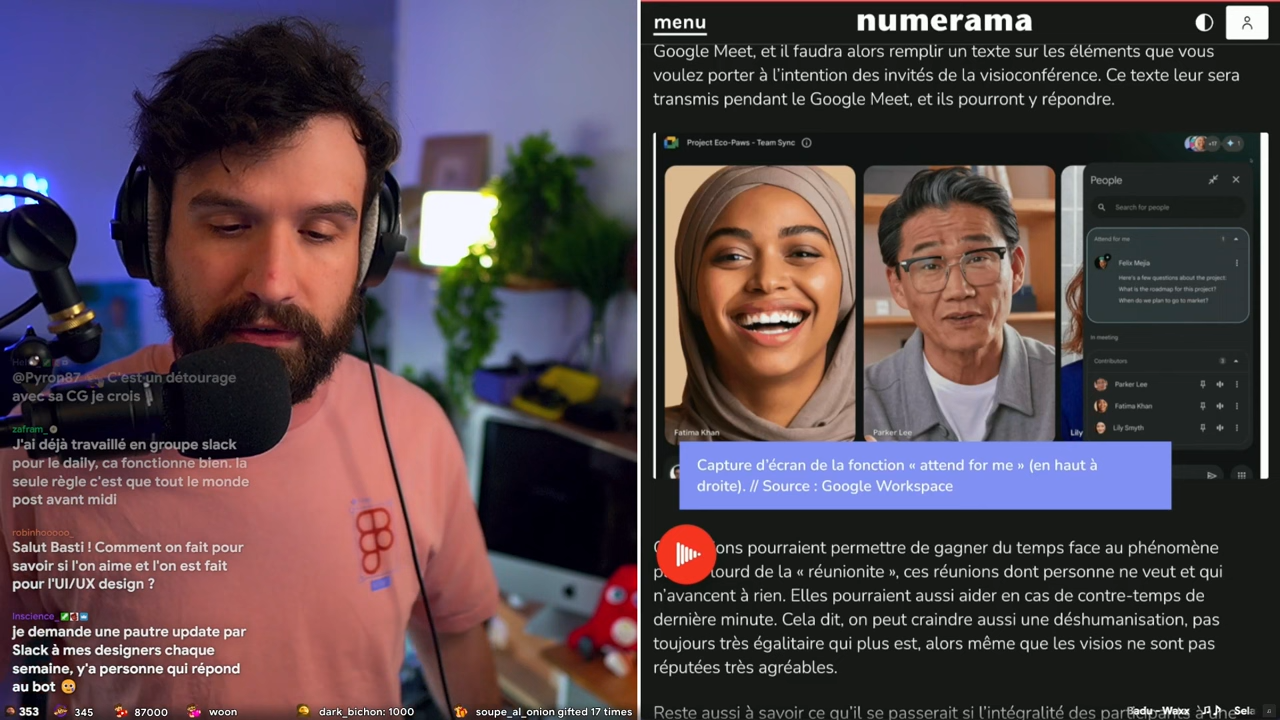 @Pyron87 C'est un détourage
avec sa CG je crois
zafram_
J'ai déjà travaillé en groupe slack
pour le daily, ca fonctionne bien. la
seule règle c'est que tout le monde
post avant midi
robinhooooo_
Salut Basti ! Comment on fait pour
savoir si l'on aime et l'on est fait
pour l'UI/UX design ?
Inscience_
je demande une pautre update par
Slack à mes designers chaque
semaine, y'a personne qui répond
au bot 😬
353 345 87000 woon dark_bichon: 1000 soupe_al_onion gifted 17 times
menu numerama
Google Meet, et il faudra alors remplir un texte sur les éléments que vous
voulez porter à l'intention des invités de la visioconférence. Ce texte leur sera
transmis pendant le Google Meet, et ils pourront y répondre.
Project Eco-Paws - Team Sync
+17 1
People
Search for people
Attend for me 1
Felix Mejia
Here's a few questions about the project:
What is the roadmap for this project?
When do we plan to go to market?
In meeting
Contributors 3
Parker Lee
Fatima Khan
Lily Smyth
Fatima Khan Parker Lee Lily
Capture d'écran de la fonction « attend for me » (en haut à
droite). // Source : Google Workspace
ons pourraient permettre de gagner du temps face au phénomène
lourd de la « réunionite », ces réunions dont personne ne veut et qui
n'avancent à rien. Elles pourraient aussi aider en cas de contre-temps de
dernière minute. Cela dit, on peut craindre aussi une déshumanisation, pas
toujours très égalitaire qui plus est, alors même que les visios ne sont pas
réputées très agréables.
Reste aussi à savoir ce qu'il se passerait si l'intégralité des
Badu - Waxx Sela